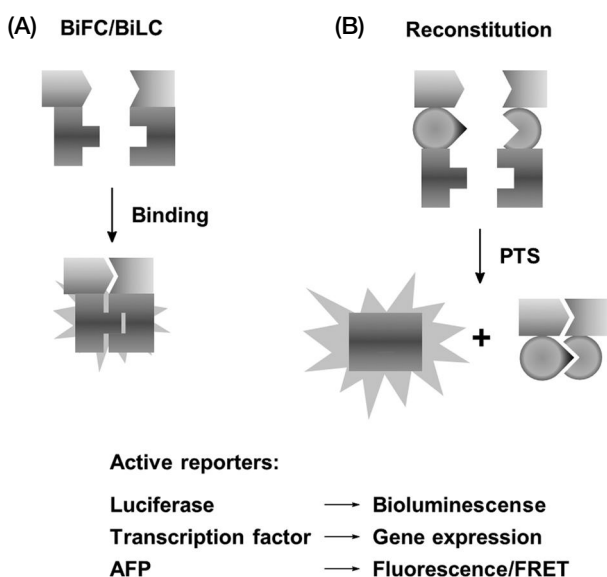 (A) BiFC/BiLC
(B) Reconstitution
Binding
PTS
+
Active reporters:
Luciferase → Bioluminescense
Transcription factor → Gene expression
AFP → Fluorescence/FRET